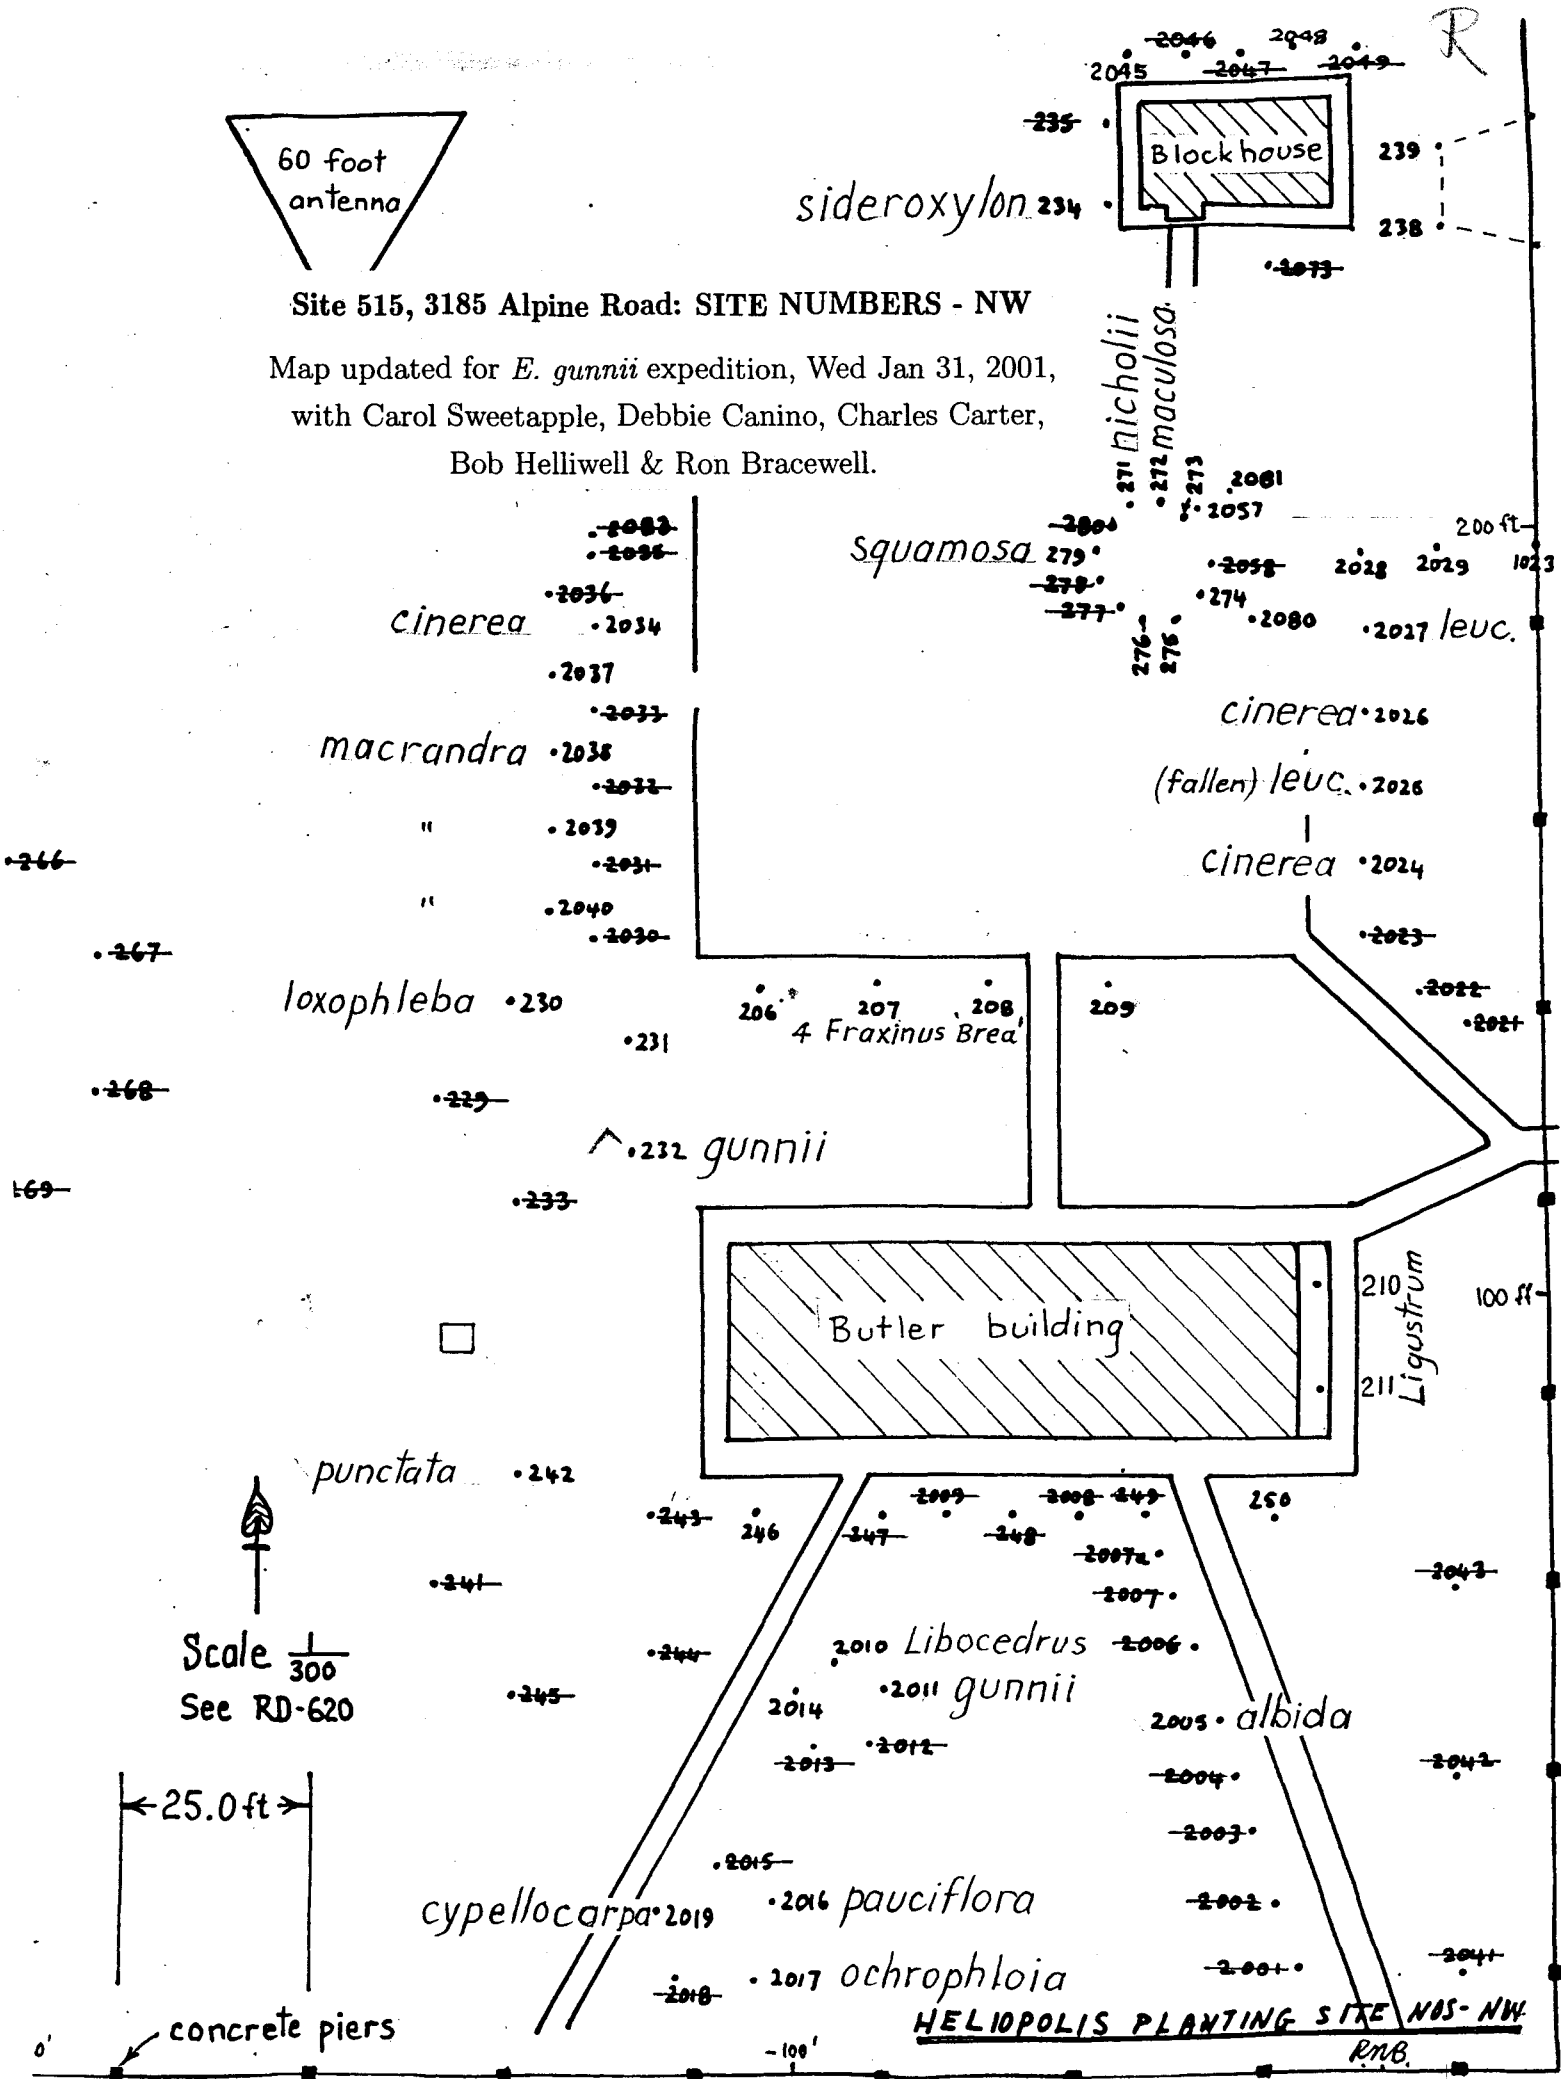 R
2046 2048
2045 2047 2049
235
Blockhouse
239
60 foot
antenna
sideroxylon 234
238
2073
Site 515, 3185 Alpine Road: SITE NUMBERS - NW
Map updated for E. gunnii expedition, Wed Jan 31, 2001,
with Carol Sweetapple, Debbie Canino, Charles Carter,
Bob Helliwell & Ron Bracewell.
271 nicholii
272 maculosa
273
2081
2057
200 ft
280
squamosa 279
278
277
276
275
2058
274
2080
2028
2029
1023
2027 leuc.
2036
cinerea 2034
2037
2033
macrandra 2038
2032
" 2039
2031
" 2040
2030
cinerea 2026
(fallen) leuc. 2026
cinerea 2024
2023
2022
2021
266
267
268
169
loxophleba 230
231
229
232 gunnii
233
206 207 208 209
4 Fraxinus 'Brea'
Butler building
210
211
Ligustrum
100 ft
punctata 242
243
246
247
2009
248
2008
249
250
2007a
2007
2043
241
Scale 1/300
See RD-620
244
245
2010 Libocedrus
2006
2011 gunnii
2014
2005 albida
2013
2012
2004
2042
25.0 ft
2003
2015
cypellocarpa 2019
2016 pauciflora
2002
2018
2017 ochrophloia
2001
2041
HELIOPOLIS PLANTING SITE NOS-NW
R.N.B.
concrete piers
0'
-100'